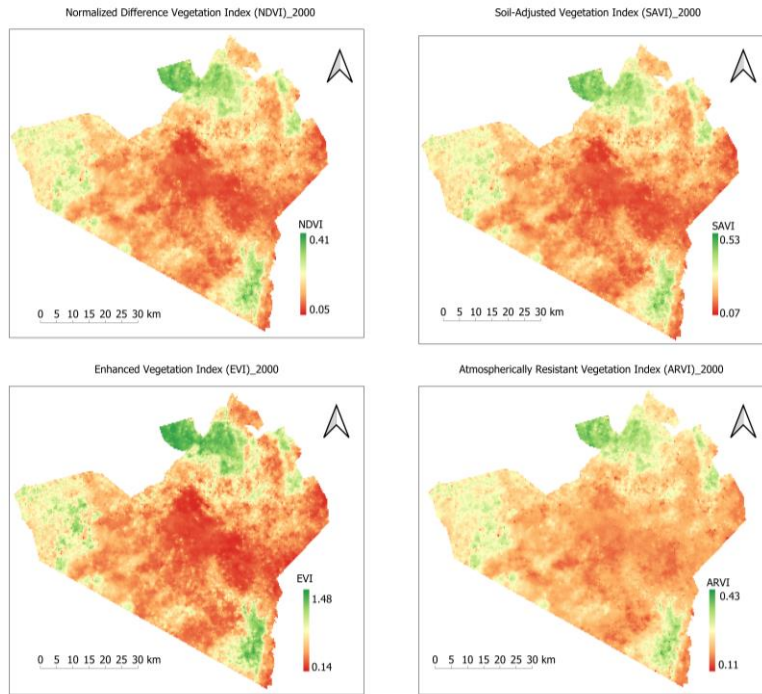 Normalized Difference Vegetation Index (NDVI)_2000
NDVI
0.41
0.05
0 5 10 15 20 25 30 km
Soil-Adjusted Vegetation Index (SAVI)_2000
SAVI
0.53
0.07
0 5 10 15 20 25 30 km
Enhanced Vegetation Index (EVI)_2000
EVI
1.48
0.14
0 5 10 15 20 25 30 km
Atmospherically Resistant Vegetation Index (ARVI)_2000
ARVI
0.43
0.11
0 5 10 15 20 25 30 km